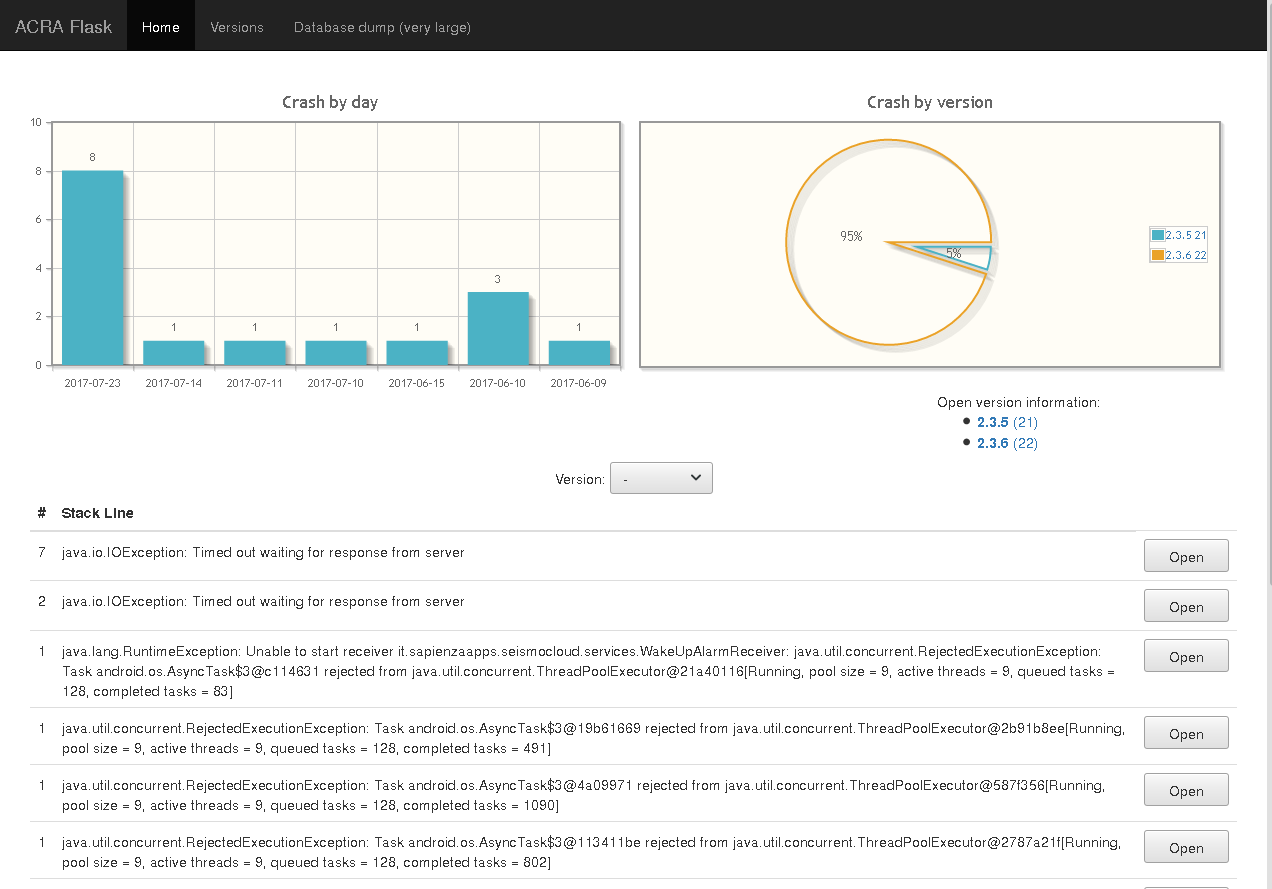 ACRA Flask Home Versions Database dump (very large)
Crash by day
10
8
6
4
2
0
8
1
1
1
1
3
1
2017-07-23 2017-07-14 2017-07-11 2017-07-10 2017-06-15 2017-06-10 2017-06-09
Crash by version
95%
5%
2.3.5 21
2.3.6 22
Open version information:
2.3.5 (21)
2.3.6 (22)
Version: -
# Stack Line
7 java.io.IOException: Timed out waiting for response from server Open
2 java.io.IOException: Timed out waiting for response from server Open
1 java.lang.RuntimeException: Unable to start receiver it.sapienzaapps.seismocloud.services.WakeUpAlarmReceiver: java.util.concurrent.RejectedExecutionException: Open
Task android.os.AsyncTask$3@c114631 rejected from java.util.concurrent.ThreadPoolExecutor@21a40116[Running, pool size = 9, active threads = 9, queued tasks =
128, completed tasks = 83]
1 java.util.concurrent.RejectedExecutionException: Task android.os.AsyncTask$3@19b61669 rejected from java.util.concurrent.ThreadPoolExecutor@2b91b8ee[Running, Open
pool size = 9, active threads = 9, queued tasks = 128, completed tasks = 491]
1 java.util.concurrent.RejectedExecutionException: Task android.os.AsyncTask$3@4a09971 rejected from java.util.concurrent.ThreadPoolExecutor@587f356[Running, Open
pool size = 9, active threads = 9, queued tasks = 128, completed tasks = 1090]
1 java.util.concurrent.RejectedExecutionException: Task android.os.AsyncTask$3@113411be rejected from java.util.concurrent.ThreadPoolExecutor@2787a21f[Running, Open
pool size = 9, active threads = 9, queued tasks = 128, completed tasks = 802]